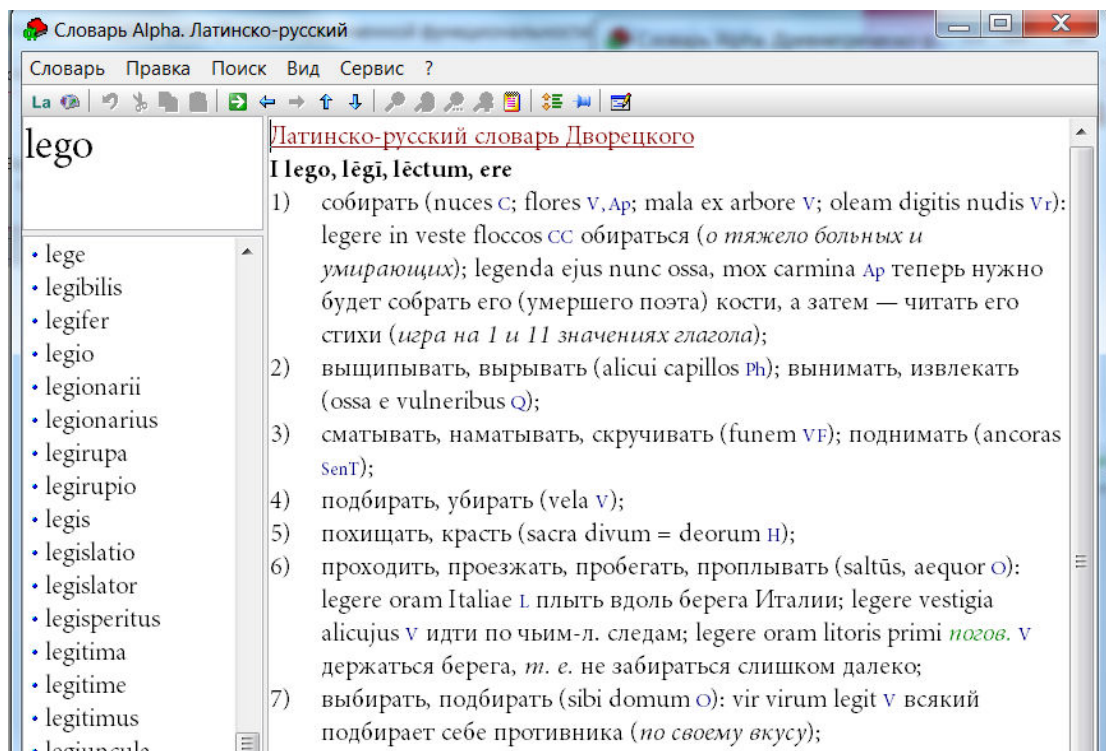 Словарь Alpha. Латинско-русский
Словарь Правка Поиск Вид Сервис ?
La
lego
• lege
• legibilis
• legifer
• legio
• legionarii
• legionarius
• legirupa
• legirupio
• legis
• legislatio
• legislator
• legisperitus
• legitima
• legitime
• legitimus
Латинско-русский словарь Дворецкого
I lego, lēgī, lēctum, ere
1) собирать (nuces C; flores V, Ap; mala ex arbore V; oleam digitis nudis Vr):
legere in veste floccos CC обираться (о тяжело больных и
умирающих); legenda ejus nunc ossa, mox carmina Ap теперь нужно
будет собрать его (умершего поэта) кости, а затем — читать его
стихи (игра на 1 и 11 значениях глагола);
2) выщипывать, вырывать (alicui capillos Ph); вынимать, извлекать
(ossa e vulneribus Q);
3) сматывать, наматывать, скручивать (funem VF); поднимать (ancoras
SenT);
4) подбирать, убирать (vela V);
5) похищать, красть (sacra divum = deorum H);
6) проходить, проезжать, пробегать, проплывать (saltūs, aequor O):
legere oram Italiae L плыть вдоль берега Италии; legere vestigia
alicujus V идти по чьим-л. следам; legere oram litoris primi погов. V
держаться берега, т. е. не забираться слишком далеко;
7) выбирать, подбирать (sibi domum O): vir virum legit V всякий
подбирает себе противника (по своему вкусу);